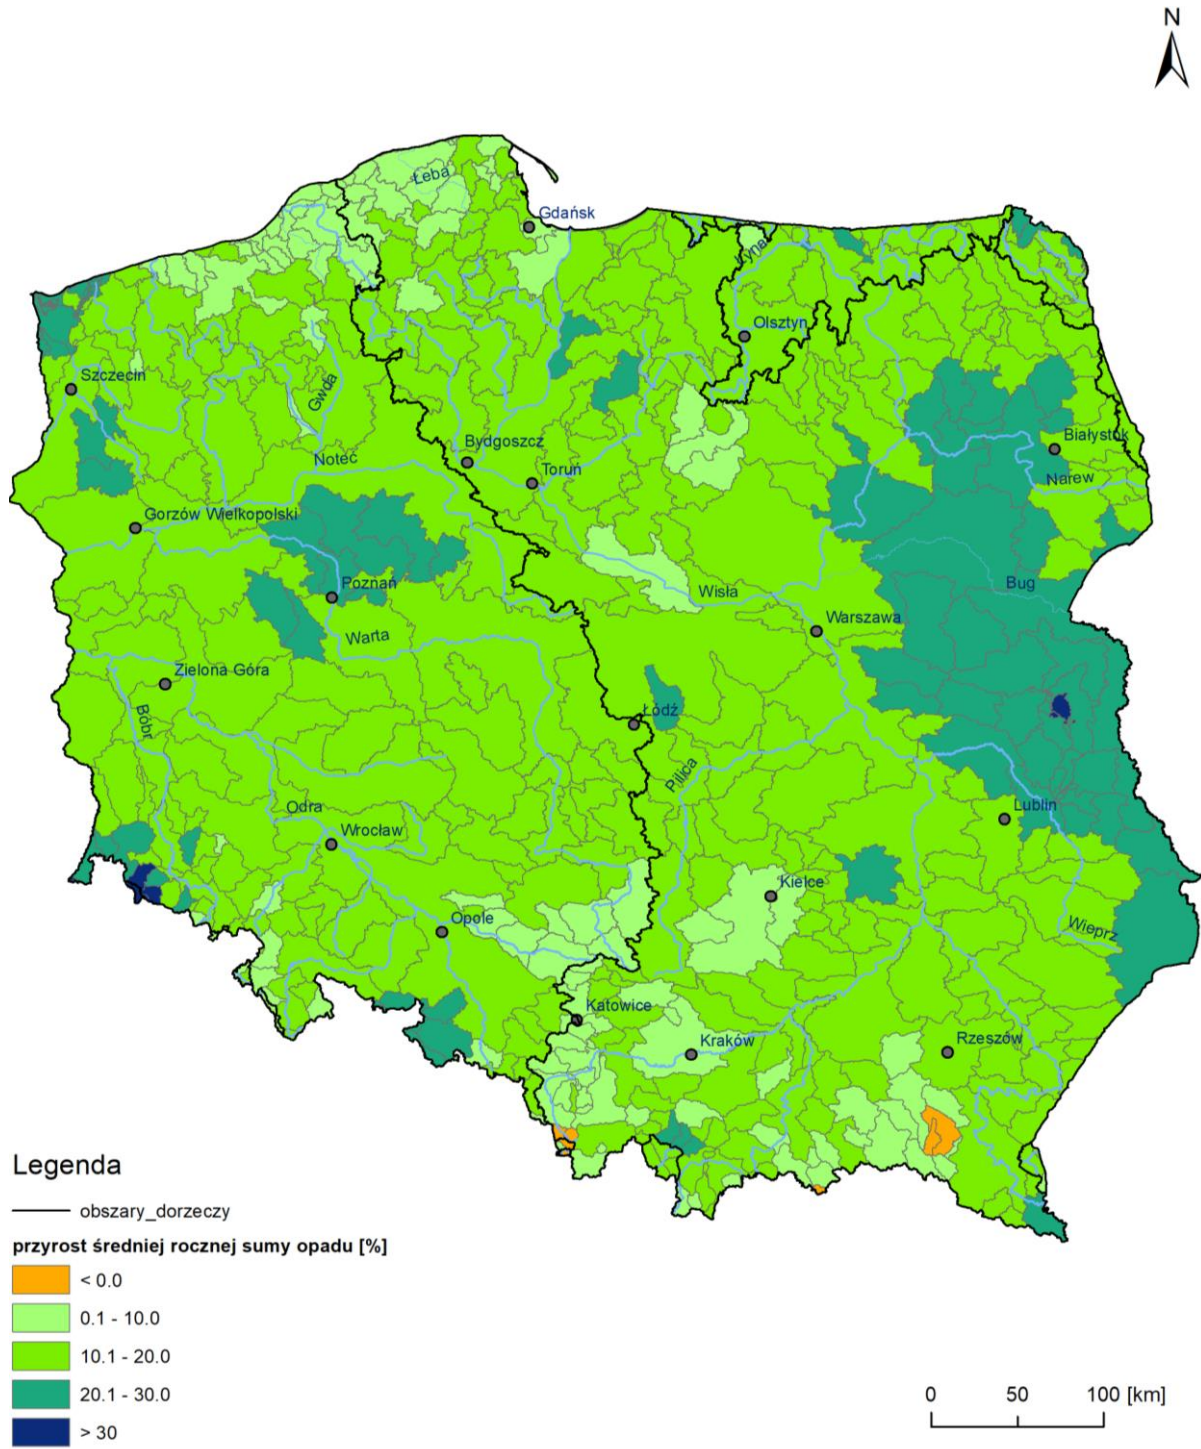 N
Łeba
Gdańsk
Łyna
Olsztyn
Szczecin
Gwda
Bydgoszcz
Białystok
Noteć
Toruń
Narew
Gorzów Wielkopolski
Poznań
Wisła
Bug
Warszawa
Warta
Zielona Góra
Łódź
Bóbr
Pilica
Odra
Lublin
Wrocław
Kielce
Opole
Wieprz
Katowice
Kraków
Rzeszów
Legenda
obszary_dorzeczy
przyrost średniej rocznej sumy opadu [%]
< 0.0
0.1 - 10.0
10.1 - 20.0
20.1 - 30.0
> 30
0 50 100 [km]